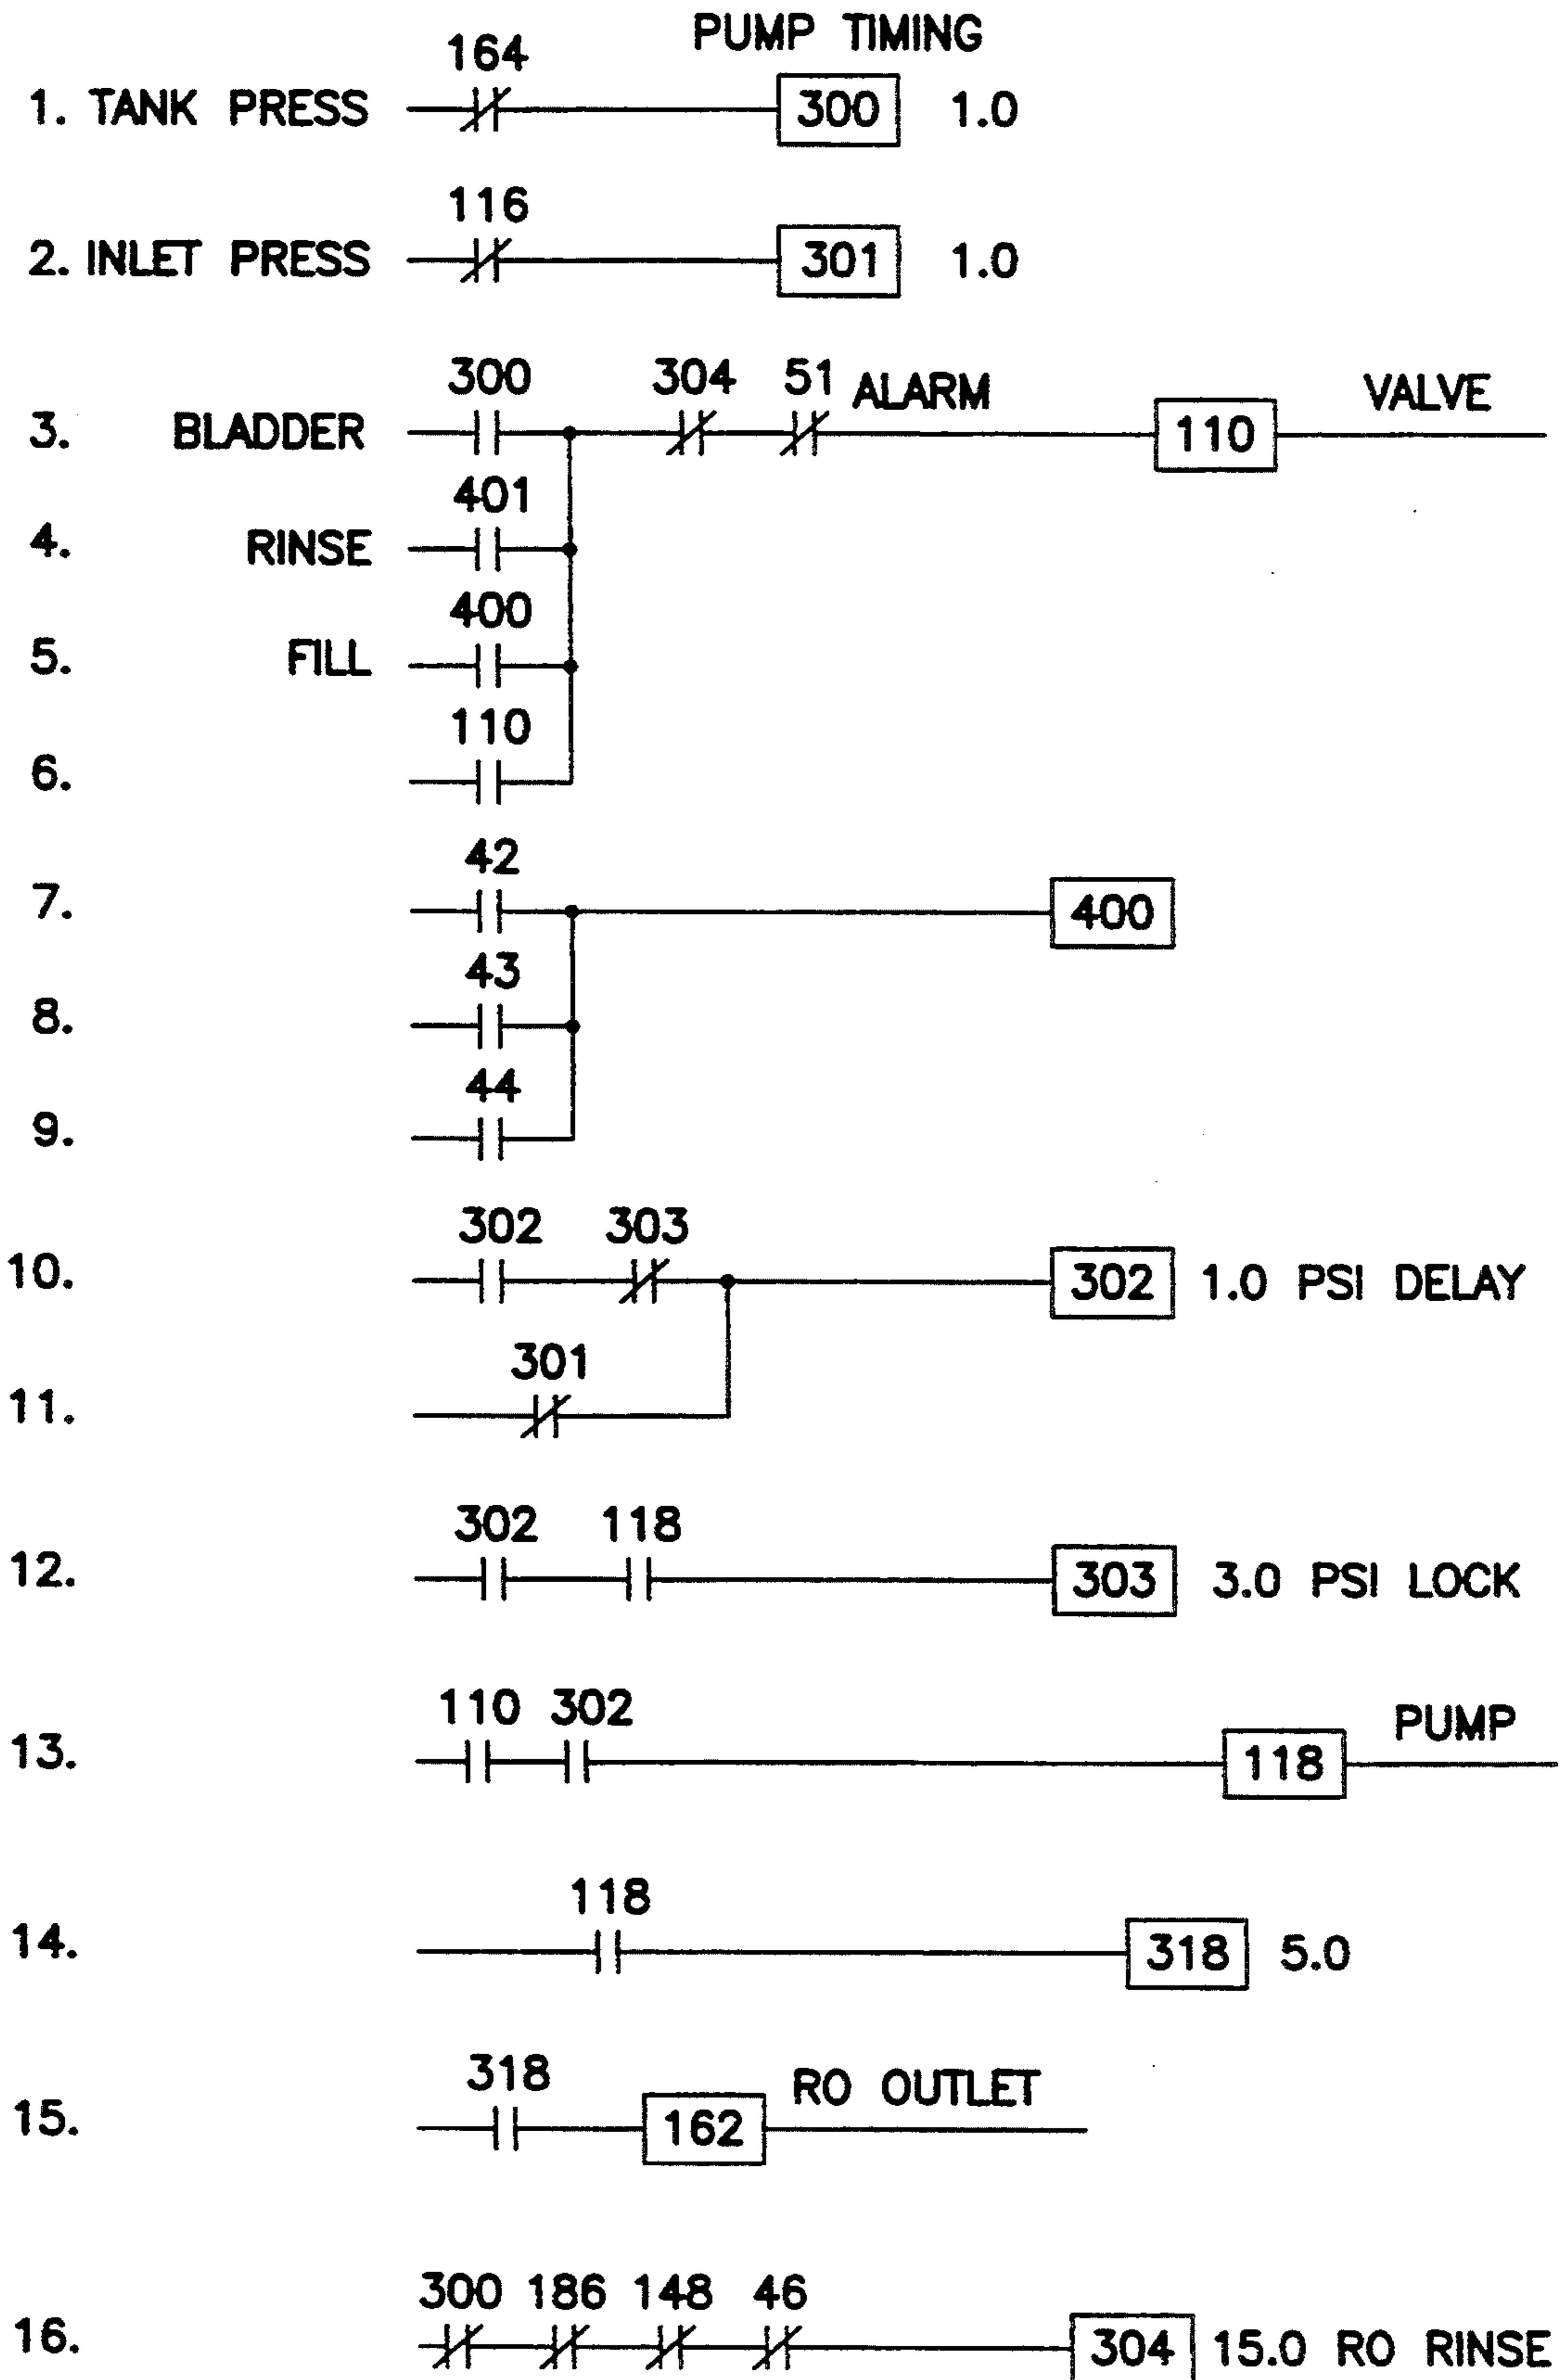 PUMP TIMING
164
1. TANK PRESS 300 1.0
116
2. INLET PRESS 301 1.0
300 304 51 ALARM VALVE
3. BLADDER 110
401
4. RINSE
400
5. FILL
110
6.
42
7. 400
43
8.
44
9.
302 303
10. 302 1.0 PSI DELAY
301
11.
302 118
12. 303 3.0 PSI LOCK
110 302 PUMP
13. 118
118
14. 318 5.0
318 RO OUTLET
15. 162
300 186 148 46
16. 304 15.0 RO RINSE